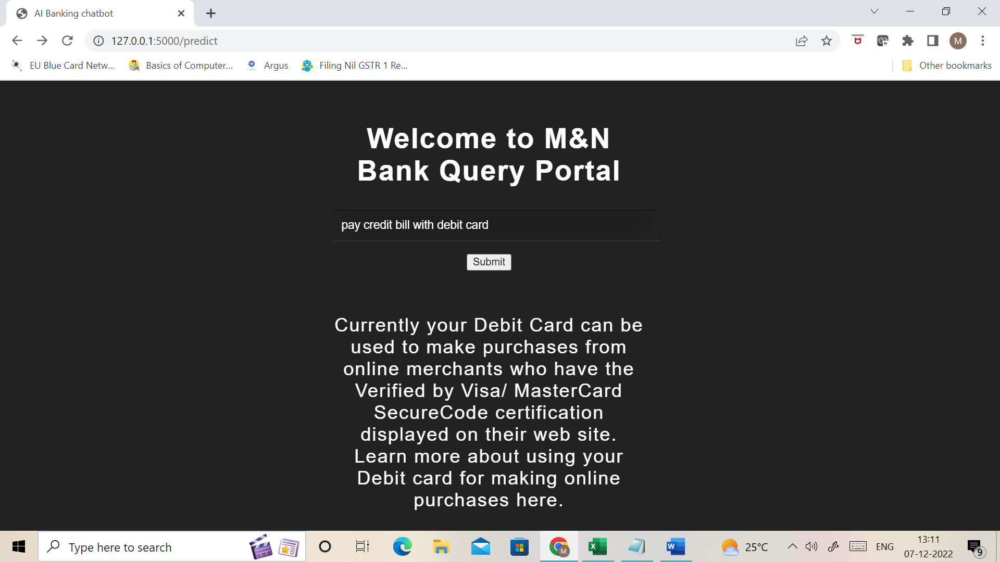 AI Banking chatbot
127.0.0.1:5000/predict
M
EU Blue Card Netw...
Basics of Computer...
Argus
Filing Nil GSTR 1 Re...
Other bookmarks
Welcome to M&N
Bank Query Portal
pay credit bill with debit card
Submit
Currently your Debit Card can be
used to make purchases from
online merchants who have the
Verified by Visa/ MasterCard
SecureCode certification
displayed on their web site.
Learn more about using your
Debit card for making online
purchases here.
Type here to search
M
X
W
25°C
ENG
13:11
07-12-2022
9